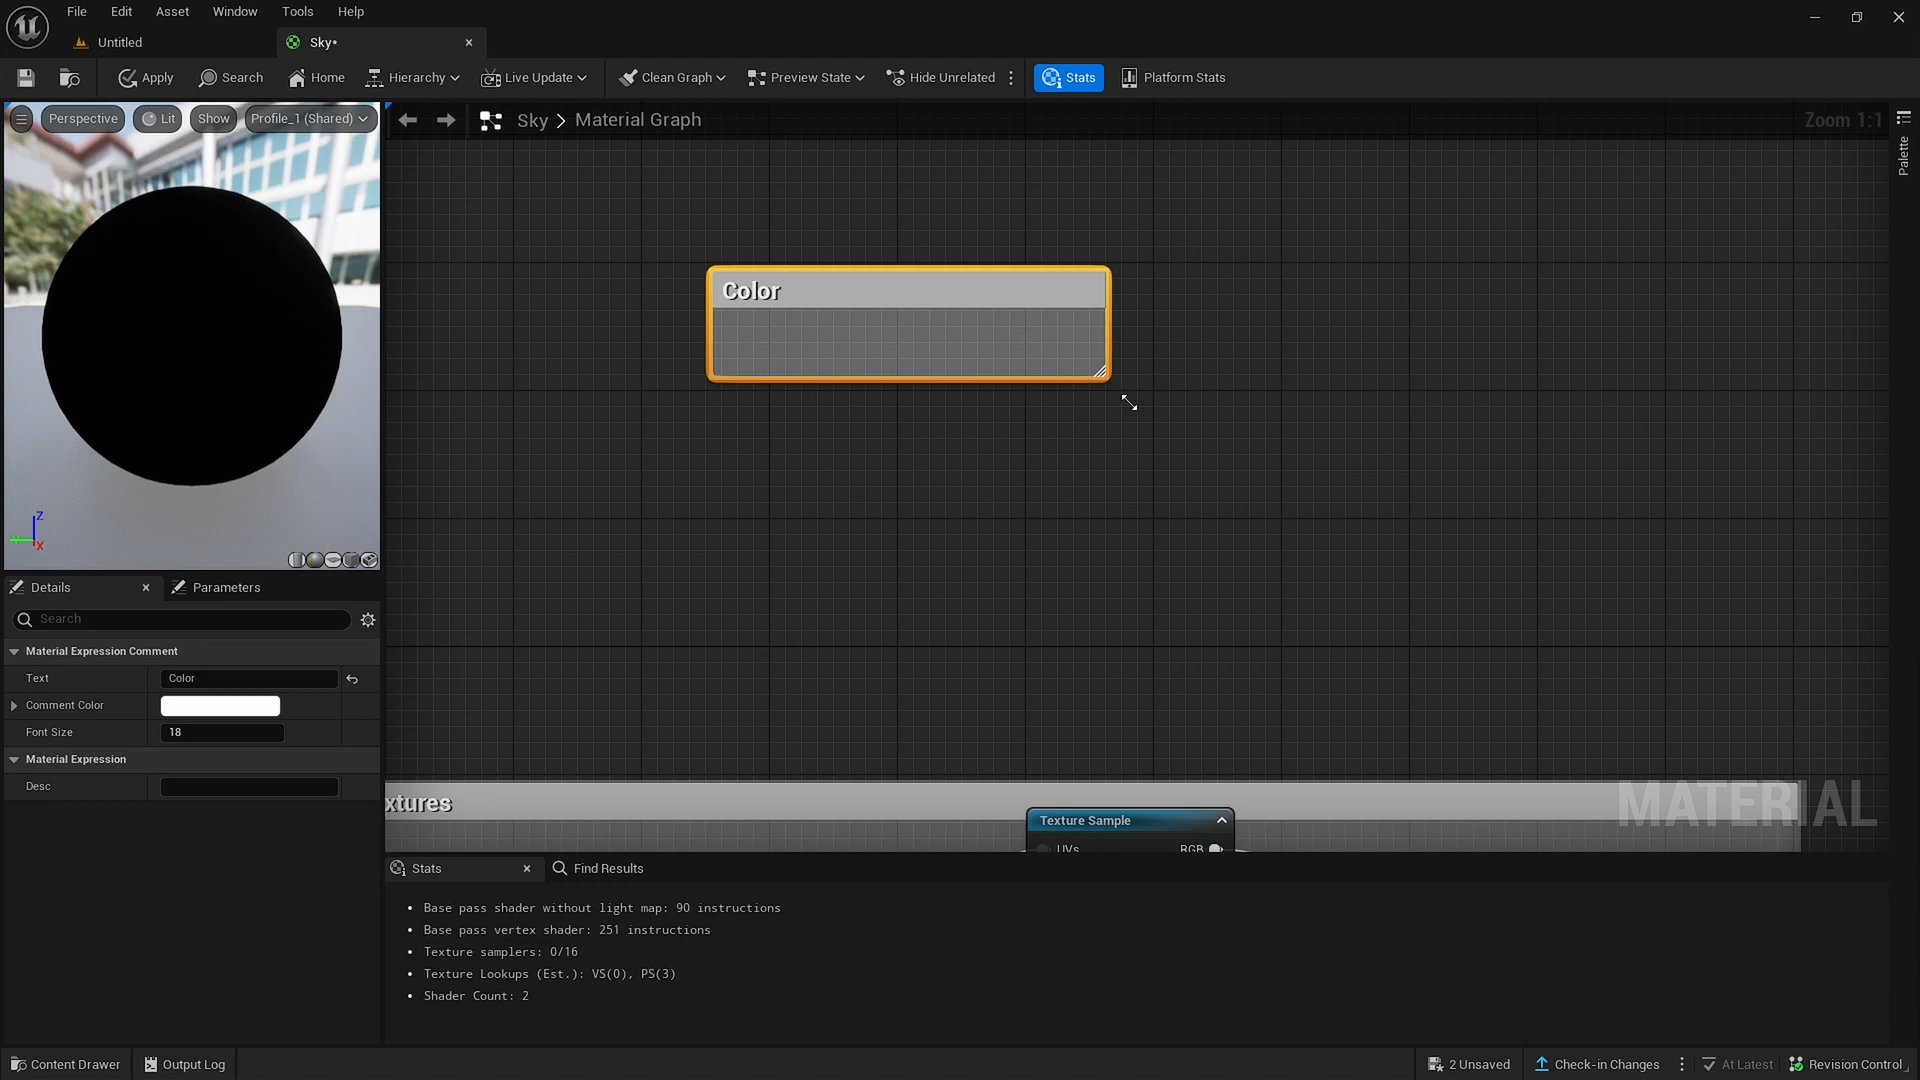 File Edit Asset Window Tools Help
Untitled Sky*
Apply Search Home Hierarchy Live Update Clean Graph Preview State Hide Unrelated Stats Platform Stats
Perspective Lit Show Profile_1 (Shared)
Sky > Material Graph Zoom 1:1
Palette
Color
Z
X
Details Parameters
Search
Material Expression Comment
Text Color
Comment Color
Font Size 18
Material Expression
Desc
xtures
MATERIAL
Texture Sample
UVs RGB
Stats Find Results
• Base pass shader without light map: 90 instructions
• Base pass vertex shader: 251 instructions
• Texture samplers: 0/16
• Texture Lookups (Est.): VS(0), PS(3)
• Shader Count: 2
Content Drawer Output Log 2 Unsaved Check-in Changes At Latest Revision Control